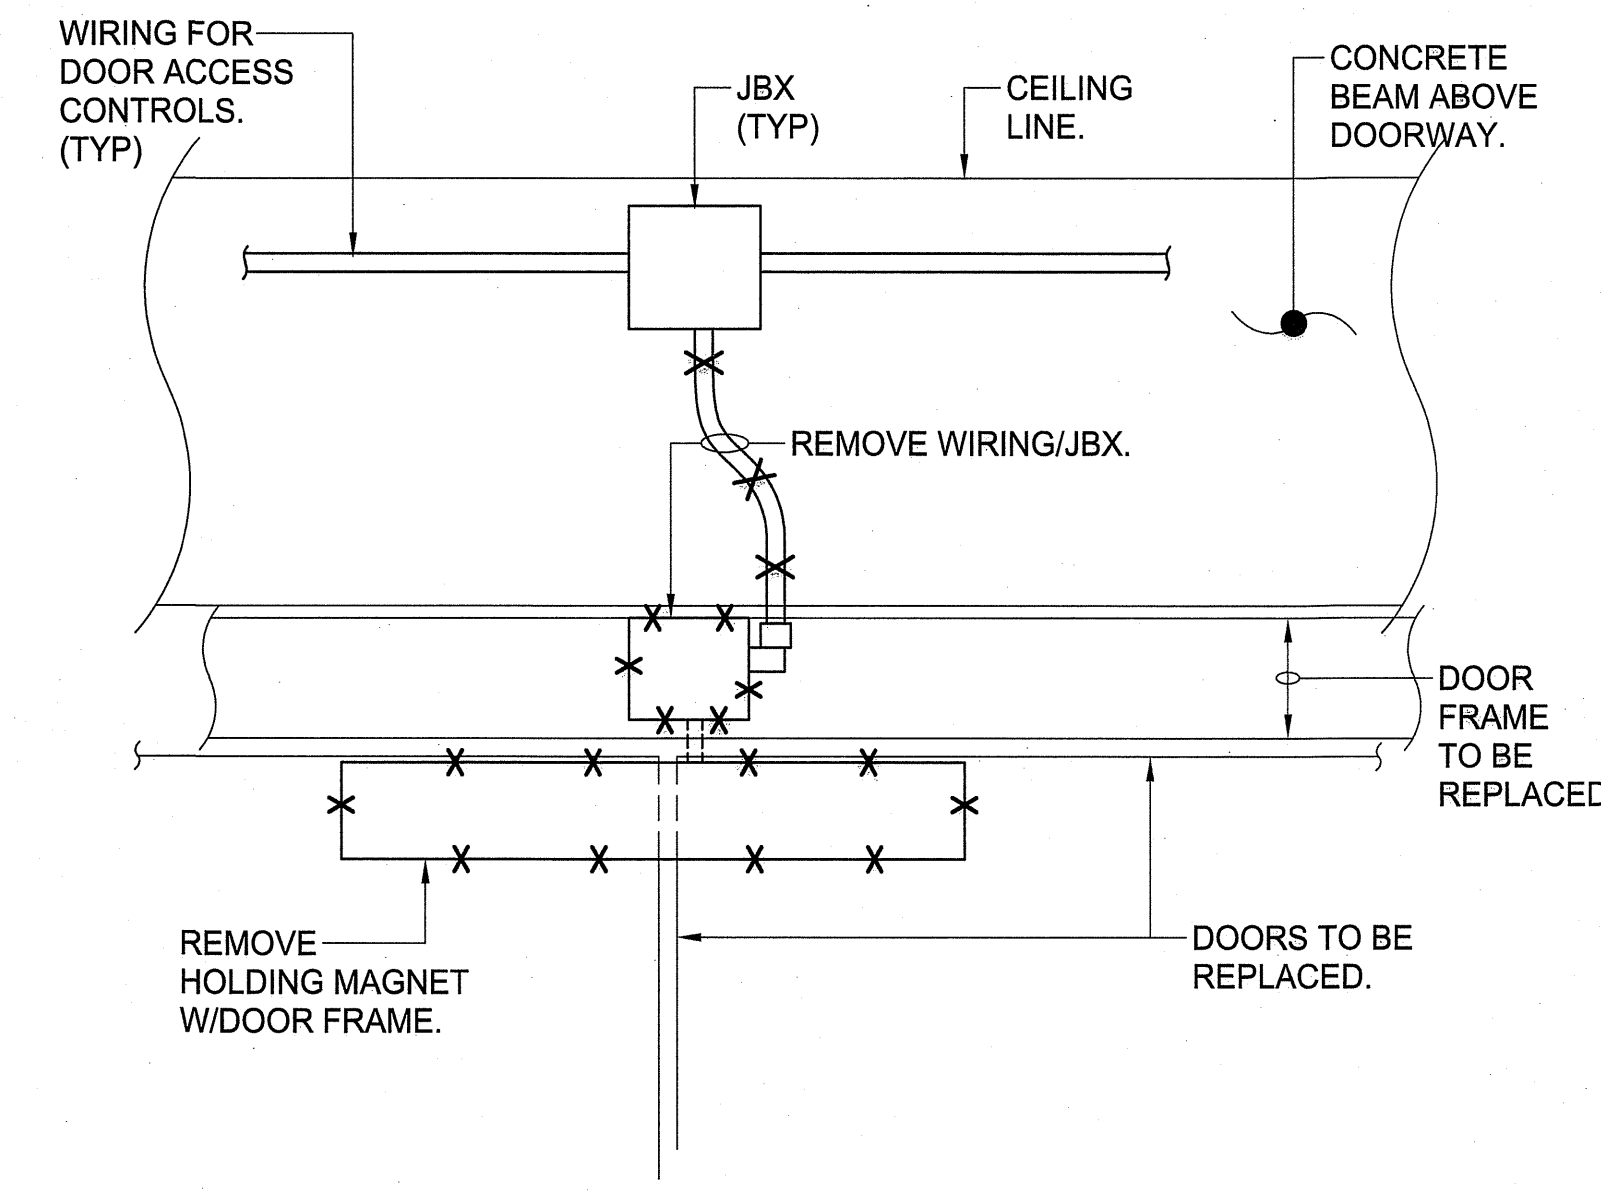 WIRING FOR
DOOR ACCESS
CONTROLS.
(TYP)
JBX
(TYP)
CEILING
LINE.
CONCRETE
BEAM ABOVE
DOORWAY.
REMOVE WIRING/JBX.
DOOR
FRAME
TO BE
REPLACED
REMOVE
HOLDING MAGNET
W/DOOR FRAME.
DOORS TO BE
REPLACED.